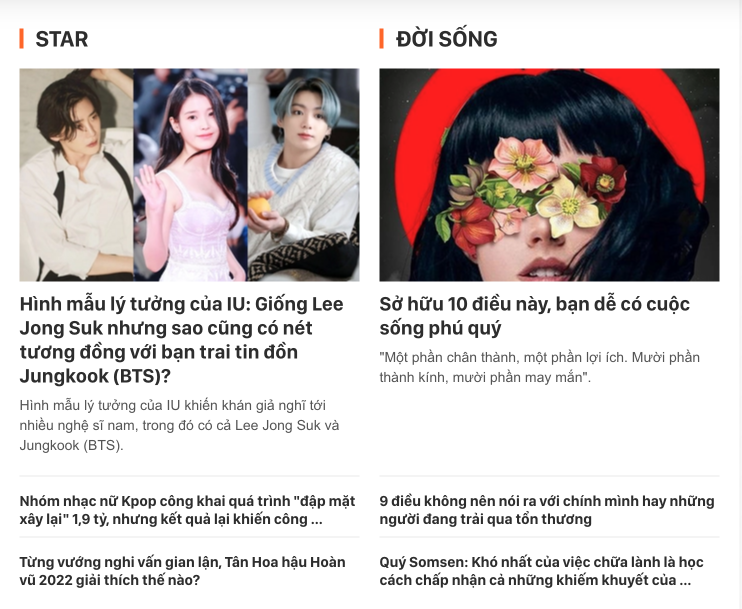 STAR
Hình mẫu lý tưởng của IU: Giống Lee
Jong Suk nhưng sao cũng có nét
tương đồng với bạn trai tin đồn
Jungkook (BTS)?
Hình mẫu lý tưởng của IU khiến khán giả nghĩ tới
nhiều nghệ sĩ nam, trong đó có cả Lee Jong Suk và
Jungkook (BTS).
Nhóm nhạc nữ Kpop công khai quá trình "đập mặt
xây lại" 1,9 tỷ, nhưng kết quả lại khiến công ...
Từng vướng nghi vấn gian lận, Tân Hoa hậu Hoàn
vũ 2022 giải thích thế nào?
ĐỜI SỐNG
Sở hữu 10 điều này, bạn dễ có cuộc
sống phú quý
"Một phần chân thành, một phần lợi ích. Mười phần
thành kính, mười phần may mắn".
9 điều không nên nói ra với chính mình hay những
người đang trải qua tổn thương
Quý Somsen: Khó nhất của việc chữa lành là học
cách chấp nhận cả những khiếm khuyết của ...